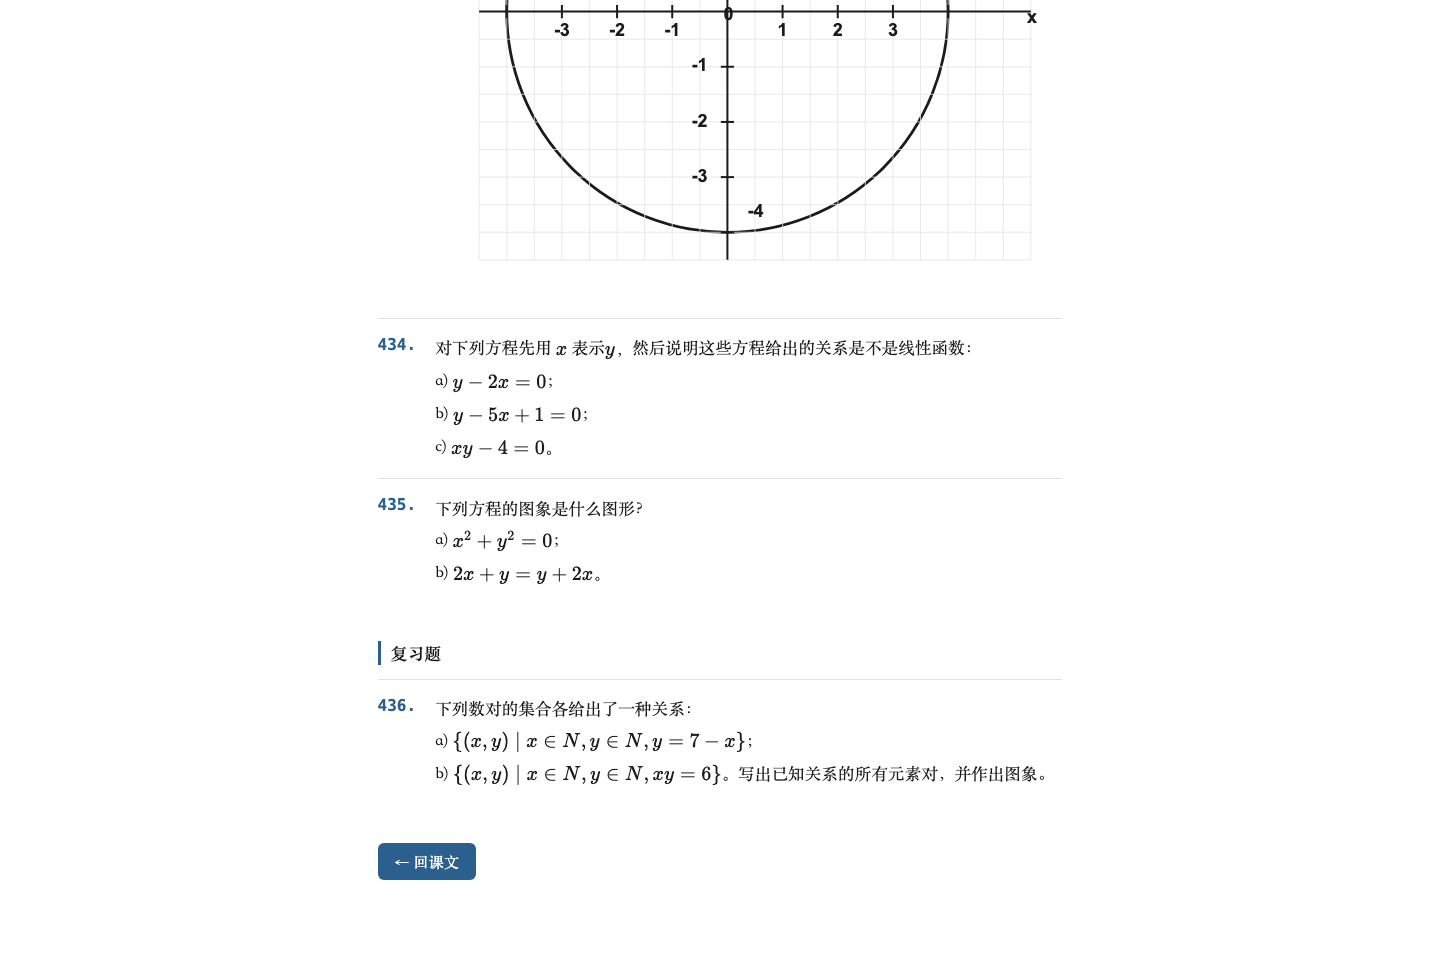 0 x
-3 -2 -1 1 2 3
-1
-2
-3
-4
434. 对下列方程先用 x 表示y，然后说明这些方程给出的关系是不是线性函数：
a) y − 2x = 0；
b) y − 5x + 1 = 0；
c) xy − 4 = 0。
435. 下列方程的图象是什么图形？
a) x² + y² = 0；
b) 2x + y = y + 2x。
复习题
436. 下列数对的集合各给出了一种关系：
a) {(x, y) | x ∈ N, y ∈ N, y = 7 − x}；
b) {(x, y) | x ∈ N, y ∈ N, xy = 6}。写出已知关系的所有元素对，并作出图象。
← 回课文